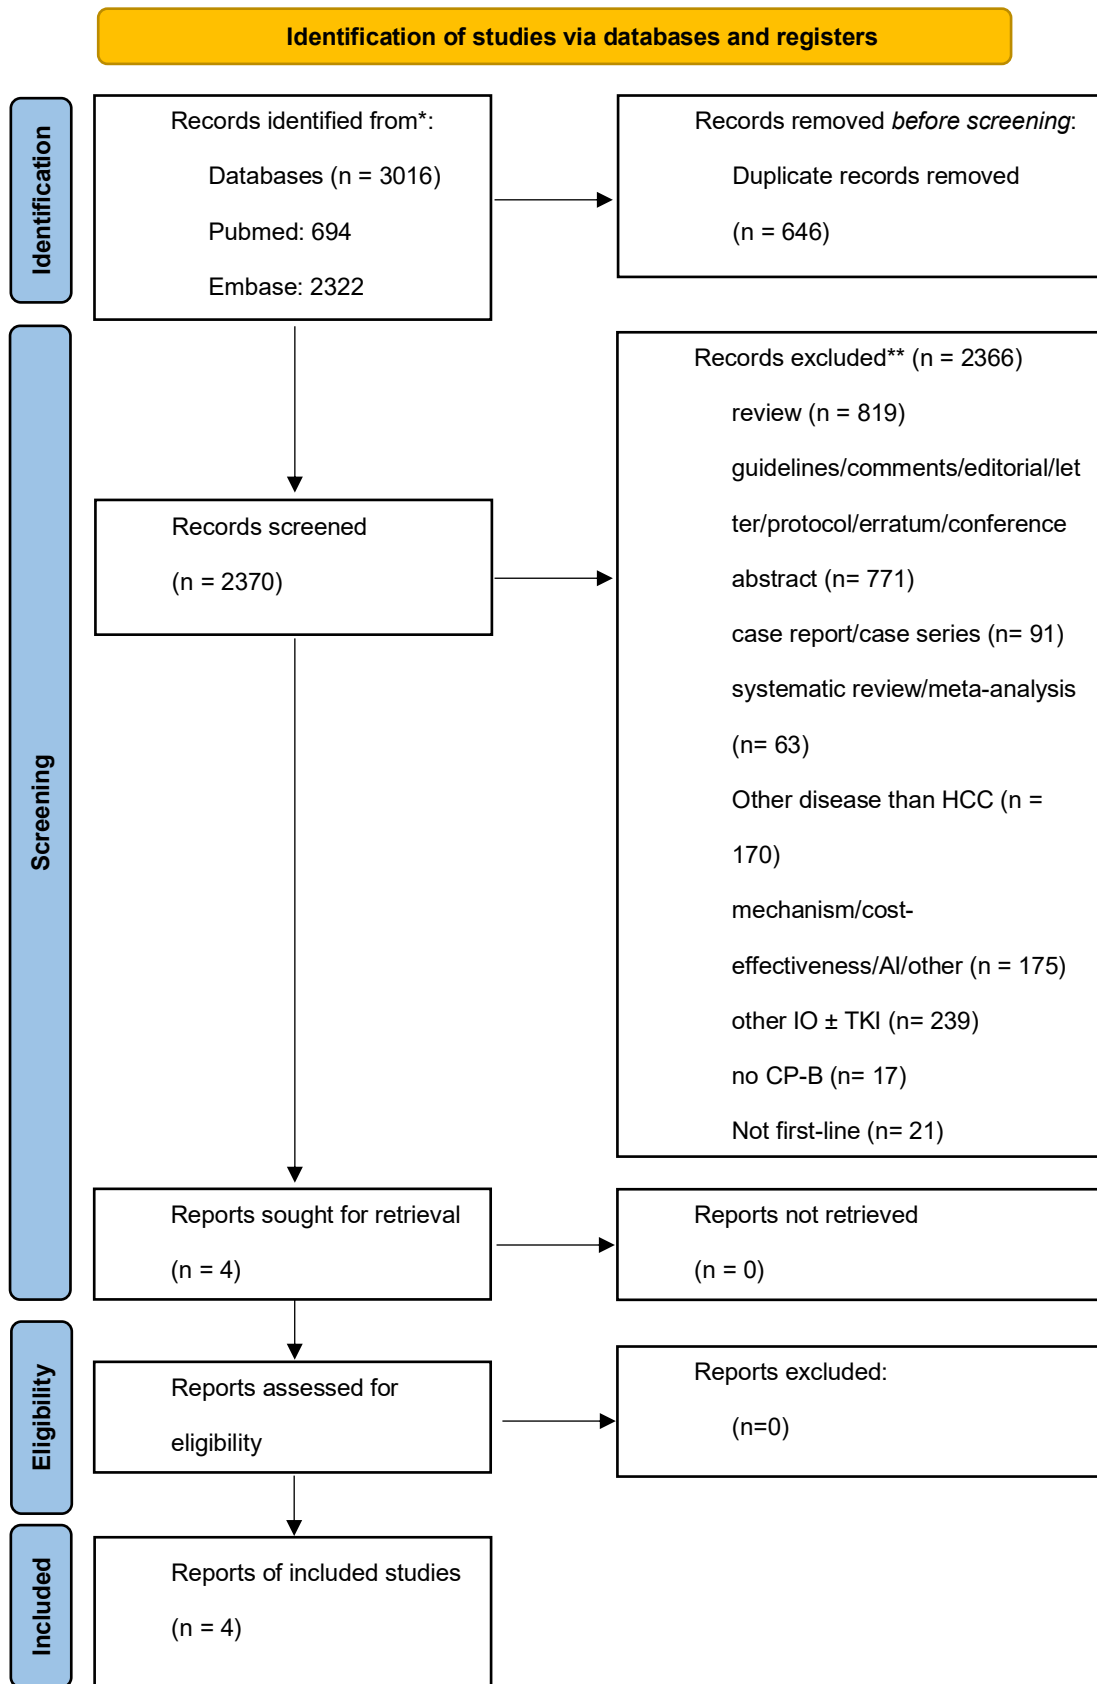 Identification of studies via databases and registers
Identification
Records identified from*:
Databases (n = 3016)
Pubmed: 694
Embase: 2322
Records removed before screening:
Duplicate records removed
(n = 646)
Screening
Records screened
(n = 2370)
Records excluded** (n = 2366)
review (n = 819)
guidelines/comments/editorial/let
ter/protocol/erratum/conference
abstract (n= 771)
case report/case series (n= 91)
systematic review/meta-analysis
(n= 63)
Other disease than HCC (n =
170)
mechanism/cost-
effectiveness/AI/other (n = 175)
other IO ± TKI (n= 239)
no CP-B (n= 17)
Not first-line (n= 21)
Reports sought for retrieval
(n = 4)
Reports not retrieved
(n = 0)
Eligibility
Reports assessed for
eligibility
Reports excluded:
(n=0)
Included
Reports of included studies
(n = 4)